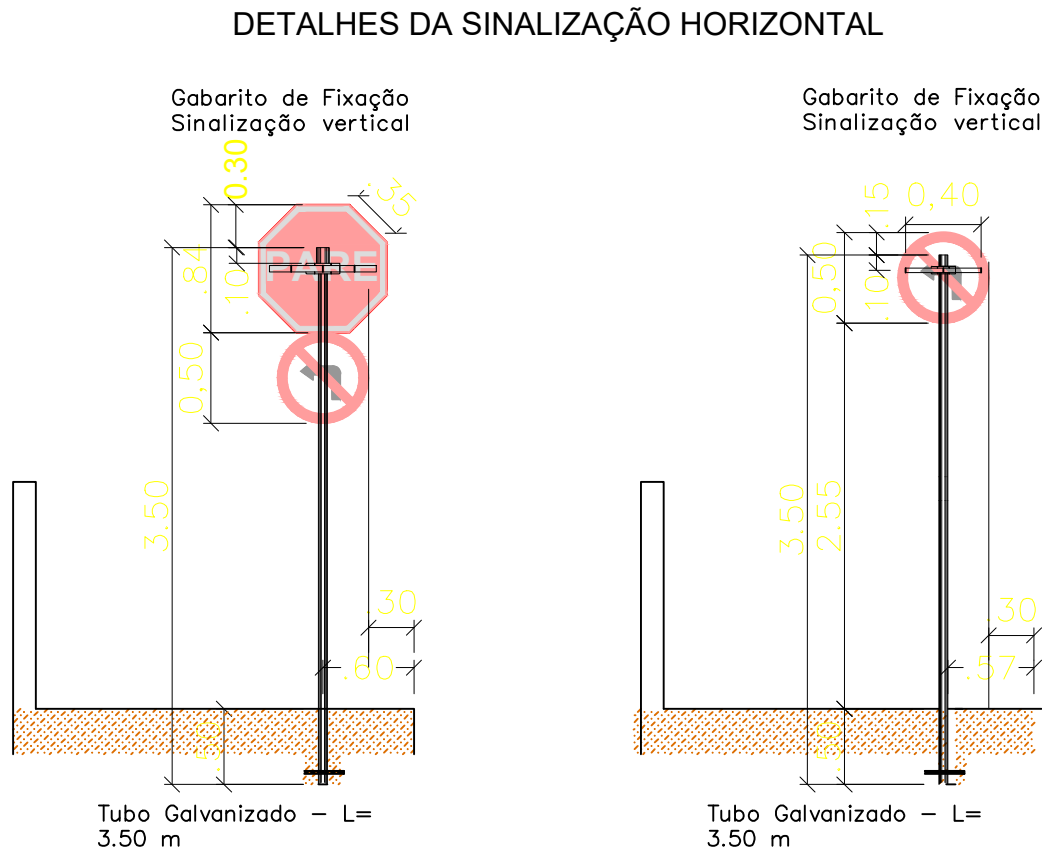 DETALHES DA SINALIZAÇÃO HORIZONTAL
Gabarito de Fixação
Sinalização vertical
0.30
.35
.84
.10
PARE
0,50
3.50
.30
.60
.50
Tubo Galvanizado – L=
3.50 m
Gabarito de Fixação
Sinalização vertical
.15
0,40
0,50
.10
3.50
2.55
.30
.57
.50
Tubo Galvanizado – L=
3.50 m